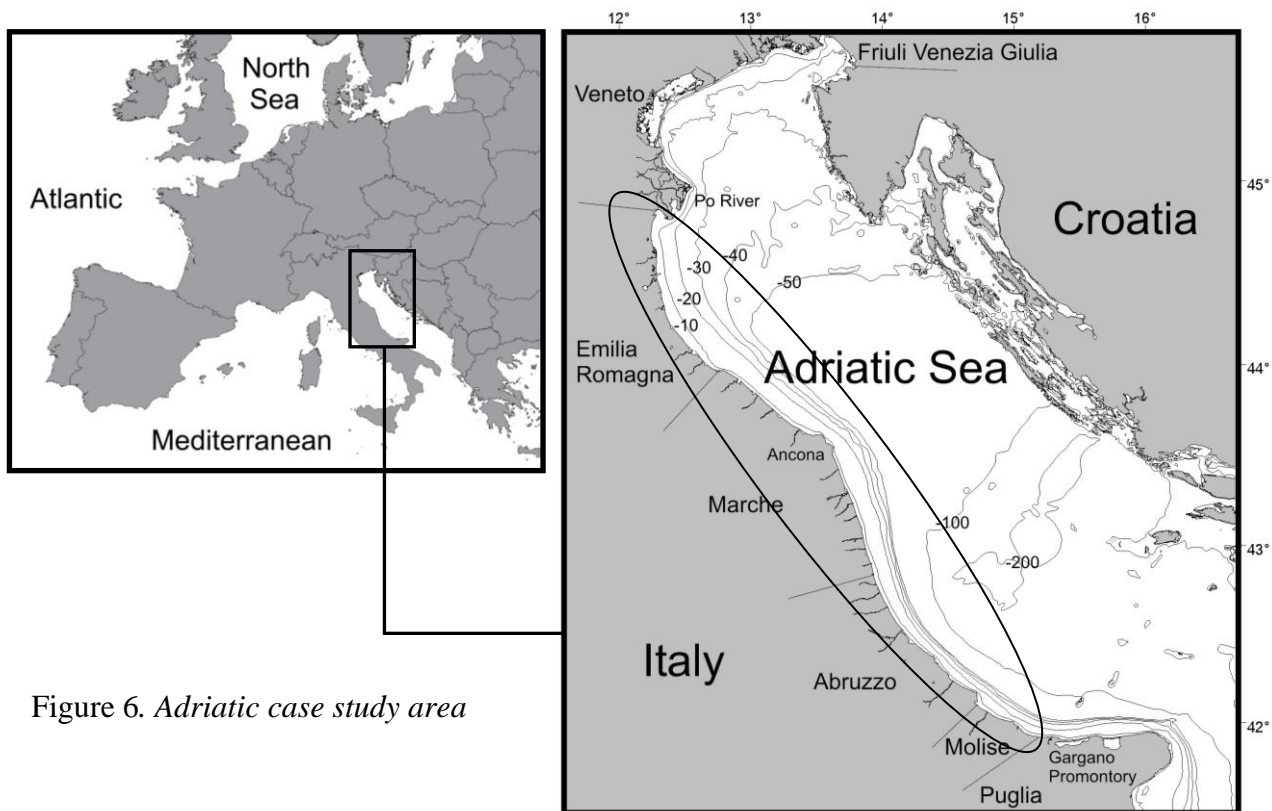 North
Sea
Atlantic
Mediterranean
12°
13°
14°
15°
16°
Friuli Venezia Giulia
Veneto
45°
Po River
Croatia
-40
-30
-50
-20
-10
Emilia
Romagna
Adriatic Sea
44°
Ancona
Marche
-100
43°
-200
Italy
Abruzzo
42°
Molise
Gargano
Promontory
Puglia
Figure 6. Adriatic case study area